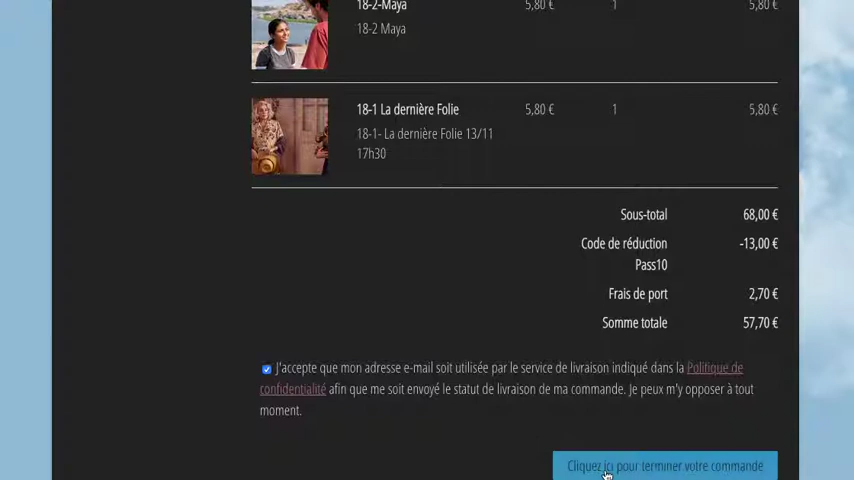 18-2-Maya 5,80 € 1 5,80 €
18-2 Maya
18-1 La dernière Folie 5,80 € 1 5,80 €
18-1- La dernière Folie 13/11
17h30
Sous-total 68,00 €
Code de réduction -13,00 €
Pass10
Frais de port 2,70 €
Somme totale 57,70 €
J'accepte que mon adresse e-mail soit utilisée par le service de livraison indiqué dans la Politique de
confidentialité afin que me soit envoyé le statut de livraison de ma commande. Je peux m'y opposer à tout
moment.
Cliquez ici pour terminer votre commande